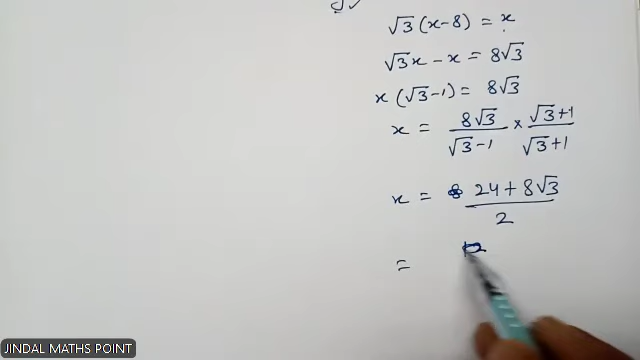 √3 (x-8) = x
√3x - x = 8√3
x (√3-1) = 8√3
x = 8√3/√3-1 × √3+1/√3+1
x = 24+8√3/2
=
JINDAL MATHS POINT